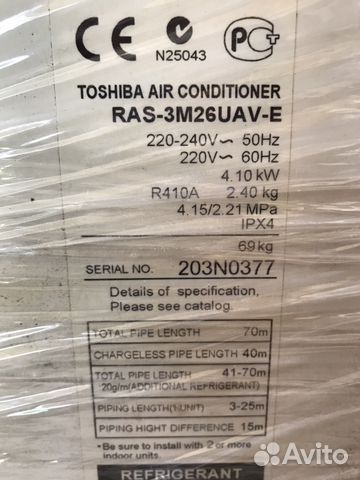 CE
N25043
TOSHIBA AIR CONDITIONER
RAS-3M26UAV-E
220-240V~ 50Hz
220V~ 60Hz
4.10 kW
R410A 2.40 kg
4.15/2.21 MPa
IPX4
69 kg
SERIAL NO. 203N0377
Details of specification,
Please see catalog.
TOTAL PIPE LENGTH 70m
CHARGELESS PIPE LENGTH 40m
TOTAL PIPE LENGTH 41-70m
20g/m(ADDITIONAL REFRIGERANT)
PIPING LENGTH(1UNIT) 3-25m
PIPING HIGHT DIFFERENCE 15m
*Be sure to install with 2 or more
indoor units.
REFRIGERANT
Avito